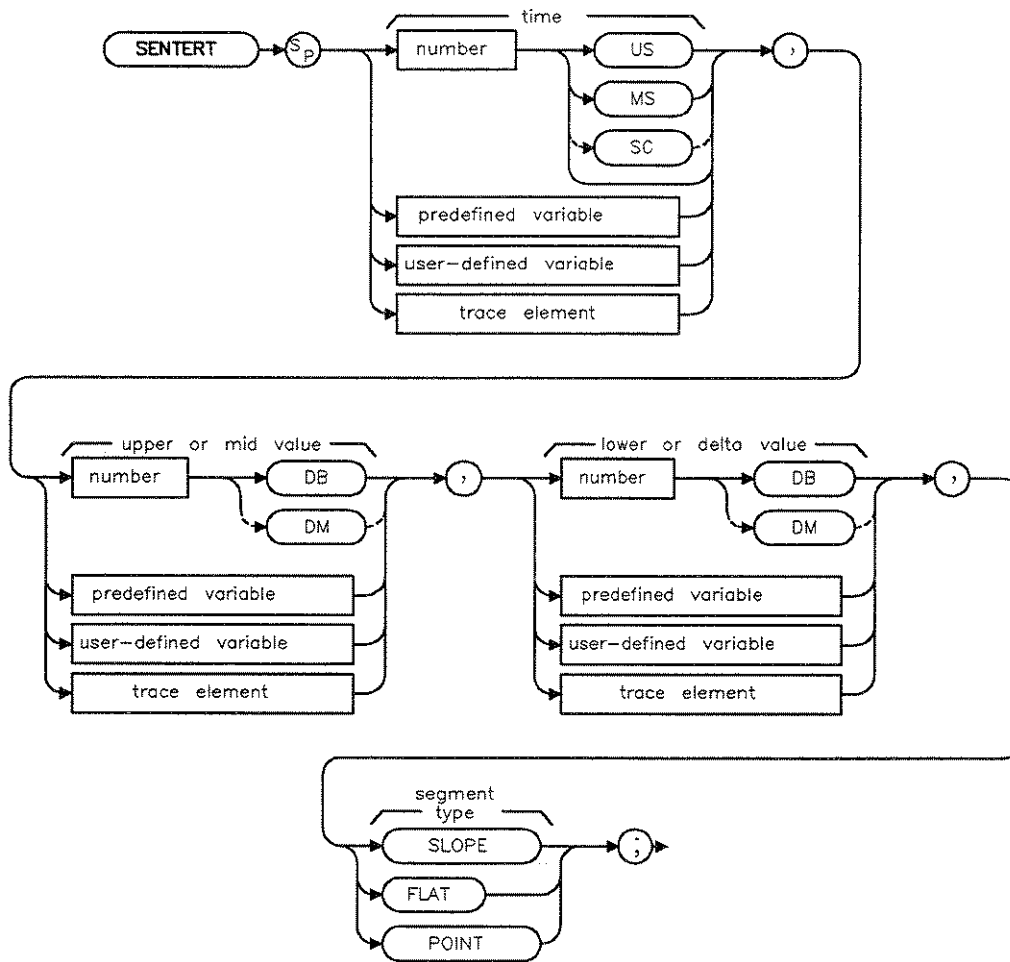 time
SENTERT SP number US ,
MS
SC
predefined variable
user-defined variable
trace element
upper or mid value lower or delta value
number DB , number DB ,
DM DM
predefined variable predefined variable
user-defined variable user-defined variable
trace element trace element
segment
type
SLOPE ;
FLAT
POINT